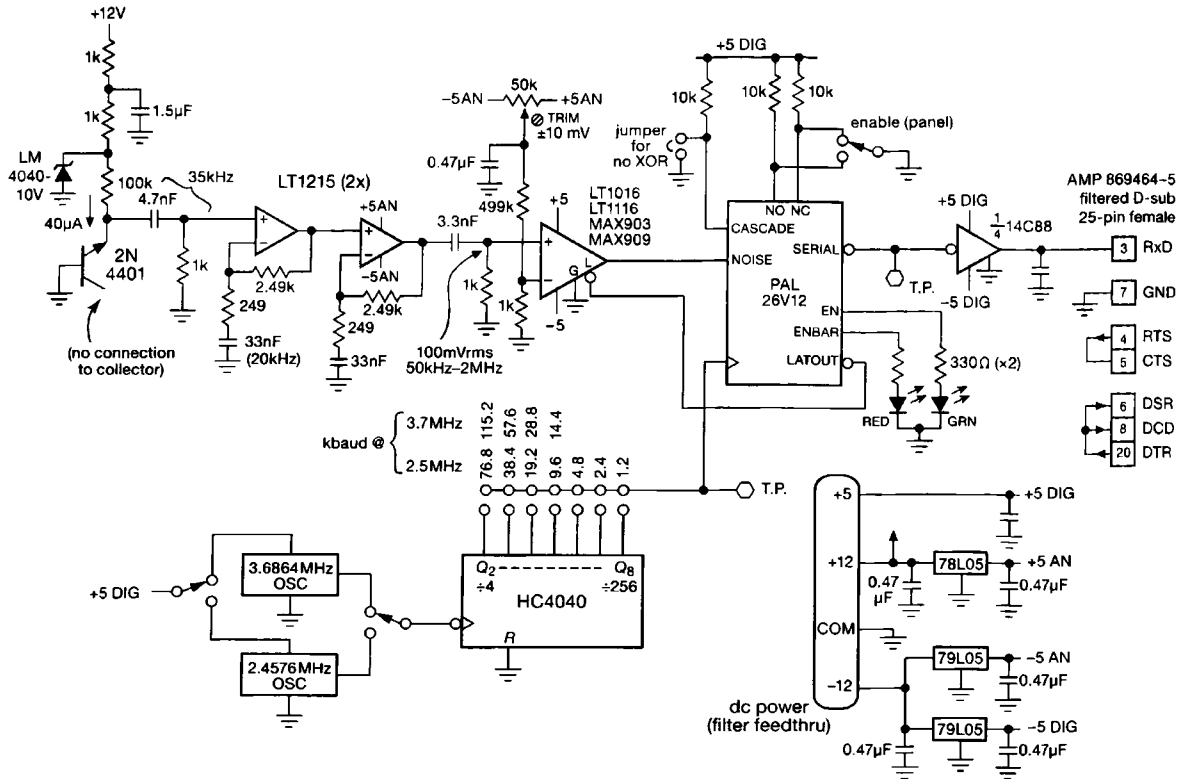 +12V
1k
1.5µF
1k
LM
4040-
10V
100k
35kHz
4.7nF
40µA
2N
4401
1k
(no connection
to collector)
LT1215 (2x)
+
−
2.49k
249
33nF
(20kHz)
+5AN
+
−
−5AN
2.49k
249
33nF
−5AN
50k
+5AN
TRIM
±10 mV
0.47µF
499k
3.3nF
1k
1k
100mVrms
50kHz–2MHz
+5
+
−
G
L
−5
LT1016
LT1116
MAX903
MAX909
+5 DIG
10k
10k
10k
jumper
for
no XOR
enable (panel)
NO
NC
CASCADE
NOISE
SERIAL
PAL
26V12
EN
ENBAR
LATOUT
T.P.
+5 DIG
1/4 14C88
−5 DIG
330Ω (×2)
RED
GRN
AMP 869464–5
filtered D-sub
25-pin female
3 RxD
7 GND
4 RTS
5 CTS
6 DSR
8 DCD
20 DTR
kbaud @
3.7MHz
2.5MHz
115.2
57.6
28.8
14.4
76.8
38.4
19.2
9.6
4.8
2.4
1.2
T.P.
+5 DIG
3.6864MHz
OSC
2.4576MHz
OSC
Q2
÷4
Q8
÷256
HC4040
R
+5
+12
COM
−12
dc power
(filter feedthru)
+5 DIG
0.47
µF
78L05
+5 AN
0.47µF
79L05
−5 AN
0.47µF
0.47µF
79L05
−5 DIG
0.47µF